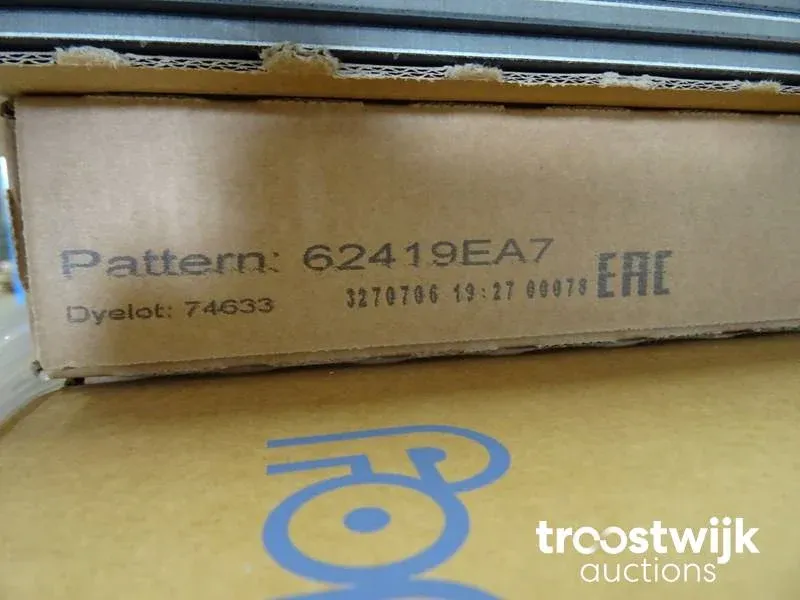 Pattern: 62419EA7
Dyelot: 74633
3270706 19:27 00078 EAC
troostwijk
auctions